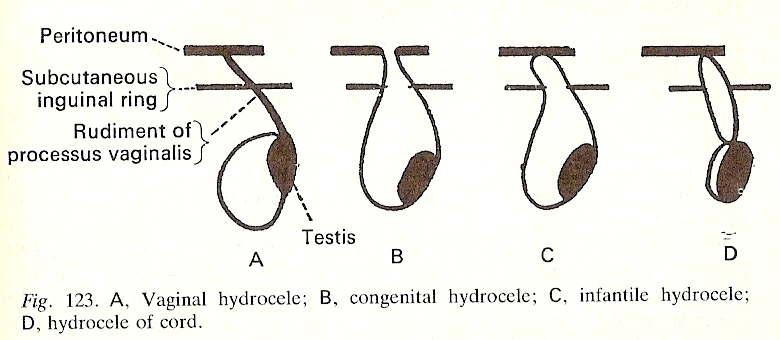 Peritoneum
Subcutaneous
inguinal ring
Rudiment of
processus vaginalis
Testis
A
B
C
D
Fig. 123. A, Vaginal hydrocele; B, congenital hydrocele; C, infantile hydrocele;
D, hydrocele of cord.